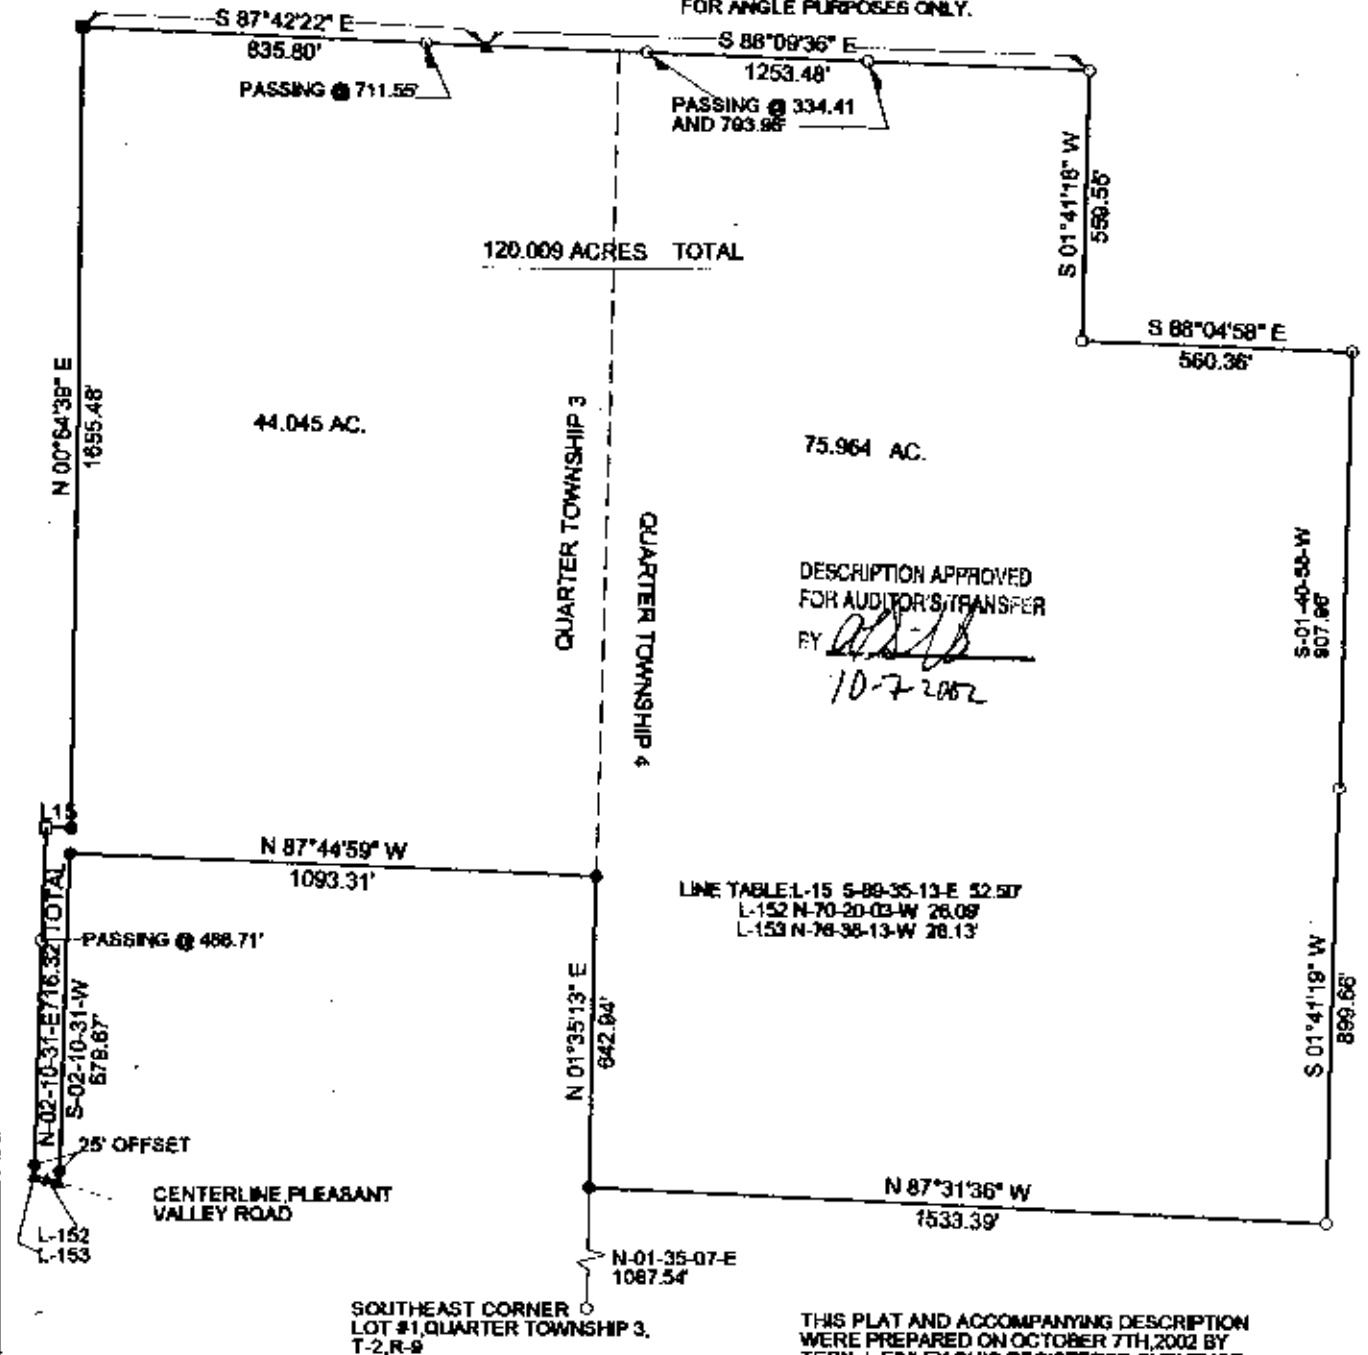 FOR ANGLE PURPOSES ONLY.
S 87°42'22" E
835.80'
PASSING @ 711.55'
S 88°09'36" E
1253.48'
PASSING @ 334.41
AND 793.98'
S 01°41'18" W
559.55'
120.009 ACRES TOTAL
S 88°04'58" E
560.36'
N 00°54'39" E
1655.48'
44.045 AC.
75.964 AC.
QUARTER TOWNSHIP 3
QUARTER TOWNSHIP 4
DESCRIPTION APPROVED
FOR AUDITOR'S TRANSFER
BY
10-7-2002
S-01-40-58-W
907.96'
L-15
N 87°44'59" W
1093.31'
LINE TABLE: L-15 S-89-35-13-E 52.50'
L-152 N-70-20-03-W 26.09'
L-153 N-76-36-13-W 28.13'
PASSING @ 486.71'
N-02-10-31-E 716.32 TOTAL
S-02-10-31-W
679.67'
N 01°35'13" E
642.94'
S 01°41'19" W
899.66'
25' OFFSET
CENTERLINE, PLEASANT
VALLEY ROAD
L-152
L-153
N 87°31'36" W
1533.39'
N-01-35-07-E
1087.54'
SOUTHEAST CORNER
LOT #1, QUARTER TOWNSHIP 3,
T-2, R-9
THIS PLAT AND ACCOMPANYING DESCRIPTION
WERE PREPARED ON OCTOBER 7TH, 2002 BY